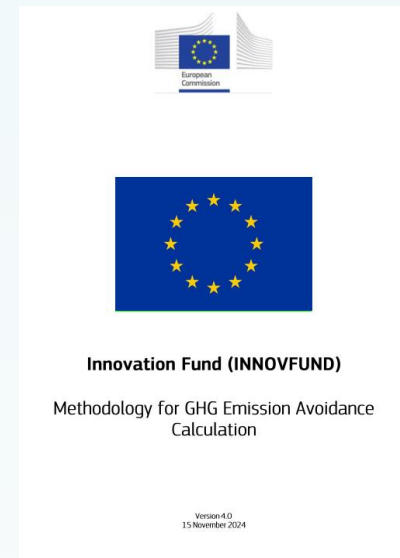 European
Commission
Innovation Fund (INNOVFUND)
Methodology for GHG Emission Avoidance
Calculation
Version 4.0
15 November 2024